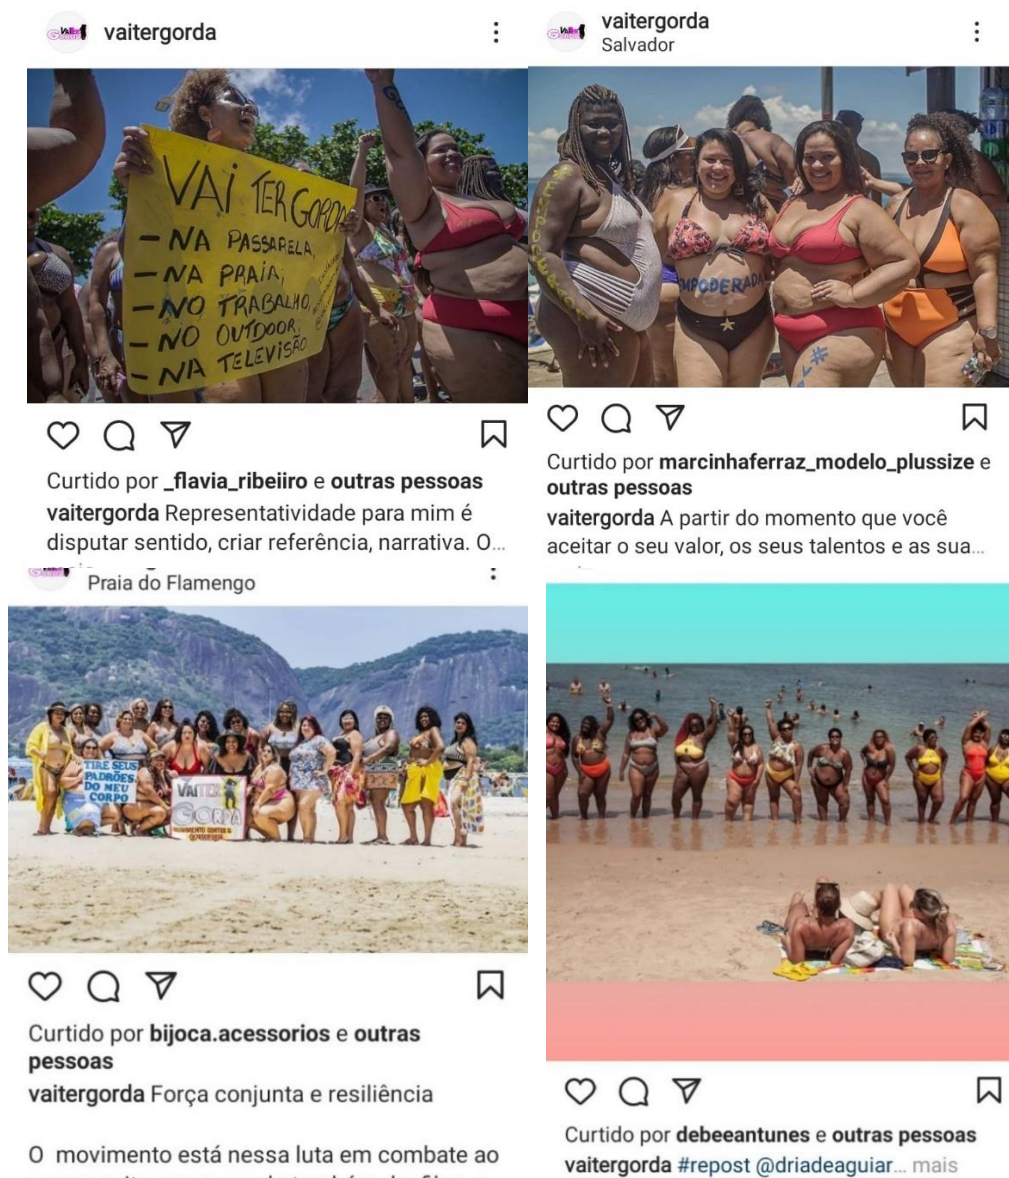 vaitergorda
VAI TER GORDA
- NA PASSARELA,
- NA PRAIA,
- NO TRABALHO,
- NO OUTDOOR,
- NA TELEVISÃO
Curtido por _flavia_ribeiiro e outras pessoas
vaitergorda Representatividade para mim é
disputar sentido, criar referência, narrativa. O...
vaitergorda
Salvador
EMPODERADA
Curtido por marcinhaferraz_modelo_plussize e
outras pessoas
vaitergorda A partir do momento que você
aceitar o seu valor, os seus talentos e as sua...
Praia do Flamengo
TIRE SEUS
PADRÕES
DO MEU
CORPO
VAI TER
GORDA
MOVIMENTO CONTRA A
GORDOFOBIA
Curtido por bijoca.acessorios e outras
pessoas
vaitergorda Força conjunta e resiliência
O movimento está nessa luta em combate ao
Curtido por debeeantunes e outras pessoas
vaitergorda #repost @driadeaguiar... mais